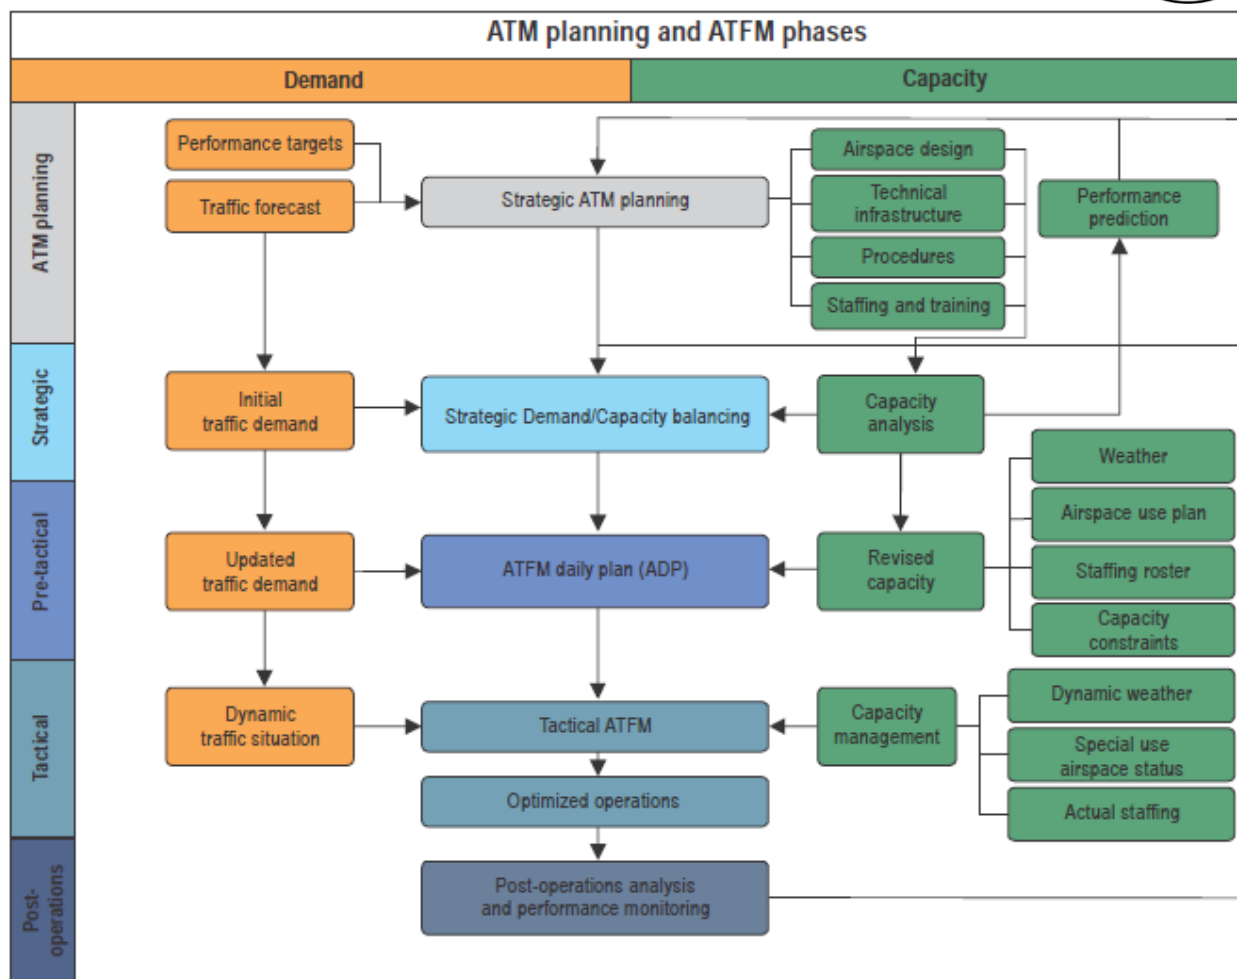 ATM planning and ATFM phases
Demand
Capacity
ATM planning
Performance targets
Traffic forecast
Strategic ATM planning
Airspace design
Technical
infrastructure
Procedures
Staffing and training
Performance
prediction
Strategic
Initial
traffic demand
Strategic Demand/Capacity balancing
Capacity
analysis
Pre-tactical
Updated
traffic demand
ATFM daily plan (ADP)
Revised
capacity
Weather
Airspace use plan
Staffing roster
Capacity
constraints
Tactical
Dynamic
traffic situation
Tactical ATFM
Capacity
management
Dynamic weather
Special use
airspace status
Actual staffing
Optimized operations
Post-
operations
Post-operations analysis
and performance monitoring